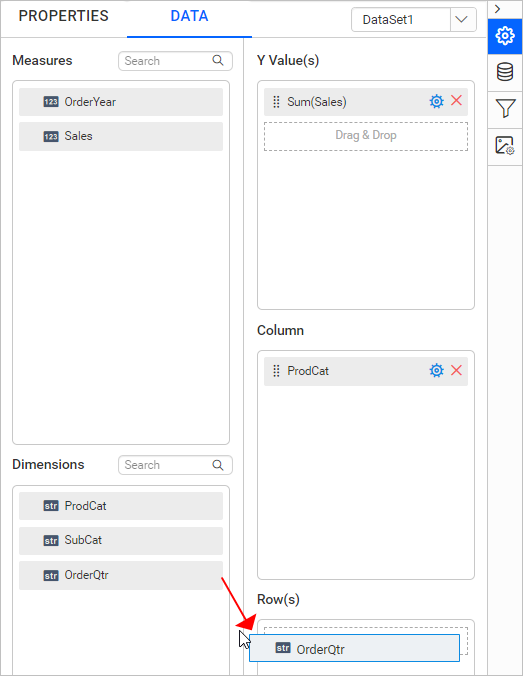 PROPERTIES
DATA
DataSet1
Measures
Search
123 OrderYear
123 Sales
Dimensions
Search
str ProdCat
str SubCat
str OrderQtr
Y Value(s)
Sum(Sales)
Drag & Drop
Column
ProdCat
Row(s)
str OrderQtr